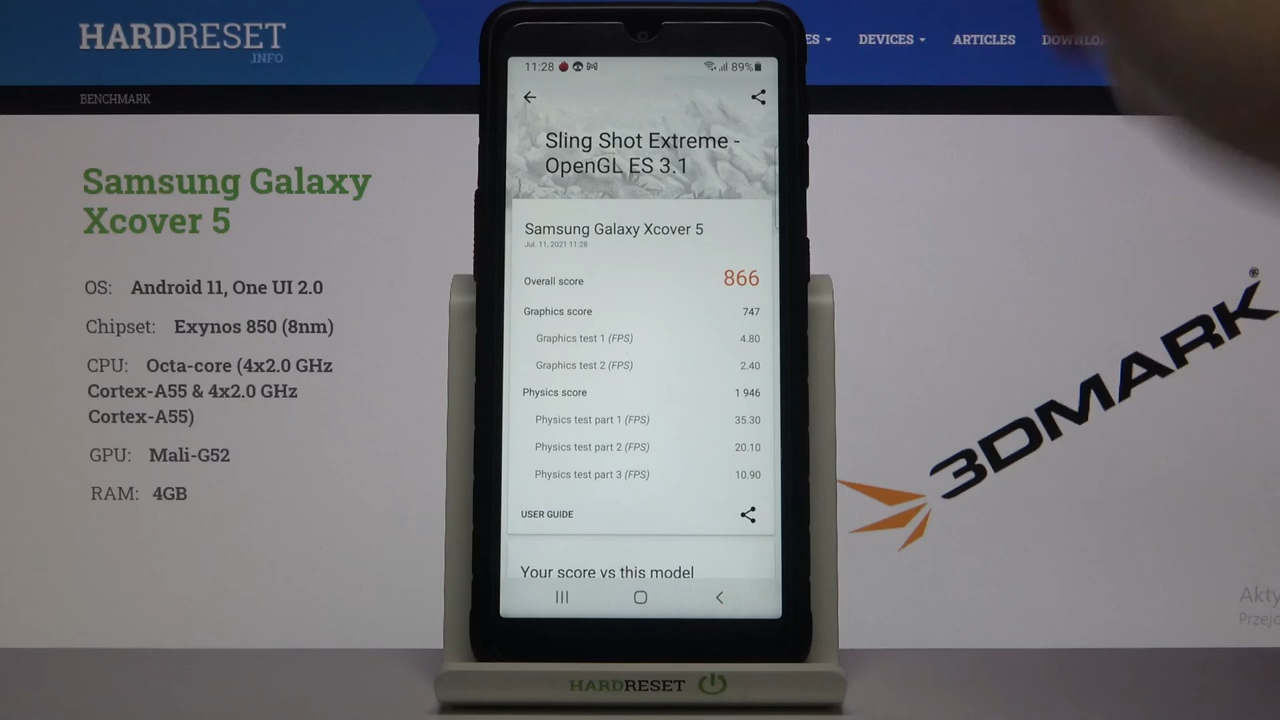 HARDRESET
.INFO
DEVICES
ARTICLES
BENCHMARK
Samsung Galaxy
Xcover 5
OS: Android 11, One UI 2.0
Chipset: Exynos 850 (8nm)
CPU: Octa-core (4x2.0 GHz
Cortex-A55 & 4x2.0 GHz
Cortex-A55)
GPU: Mali-G52
RAM: 4GB
11:28 89%
Sling Shot Extreme -
OpenGL ES 3.1
Samsung Galaxy Xcover 5
Jul. 11, 2021 11:28
Overall score 866
Graphics score 747
Graphics test 1 (FPS) 4.80
Graphics test 2 (FPS) 2.40
Physics score 1 946
Physics test part 1 (FPS) 35.30
Physics test part 2 (FPS) 20.10
Physics test part 3 (FPS) 10.90
USER GUIDE
Your score vs this model
3DMARK®
HARDRESET